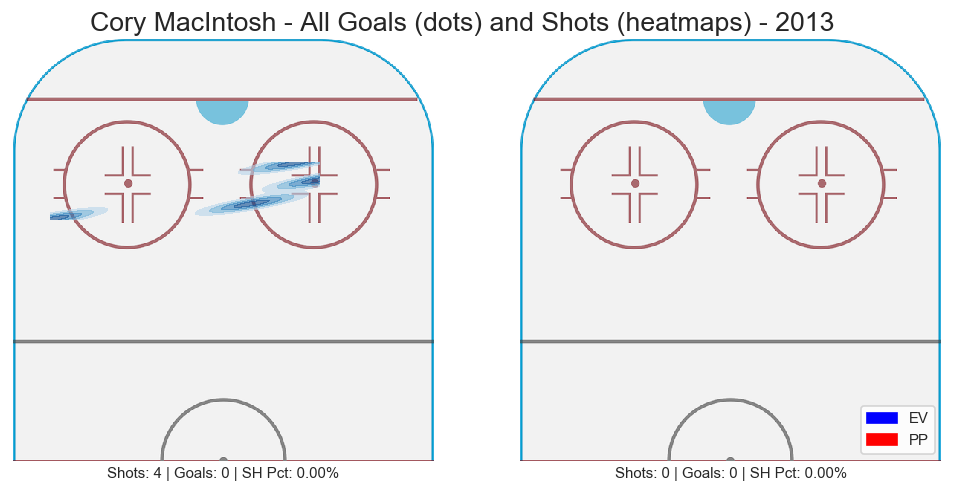 Cory MacIntosh - All Goals (dots) and Shots (heatmaps) - 2013
EV
PP
Shots: 4 | Goals: 0 | SH Pct: 0.00%
Shots: 0 | Goals: 0 | SH Pct: 0.00%